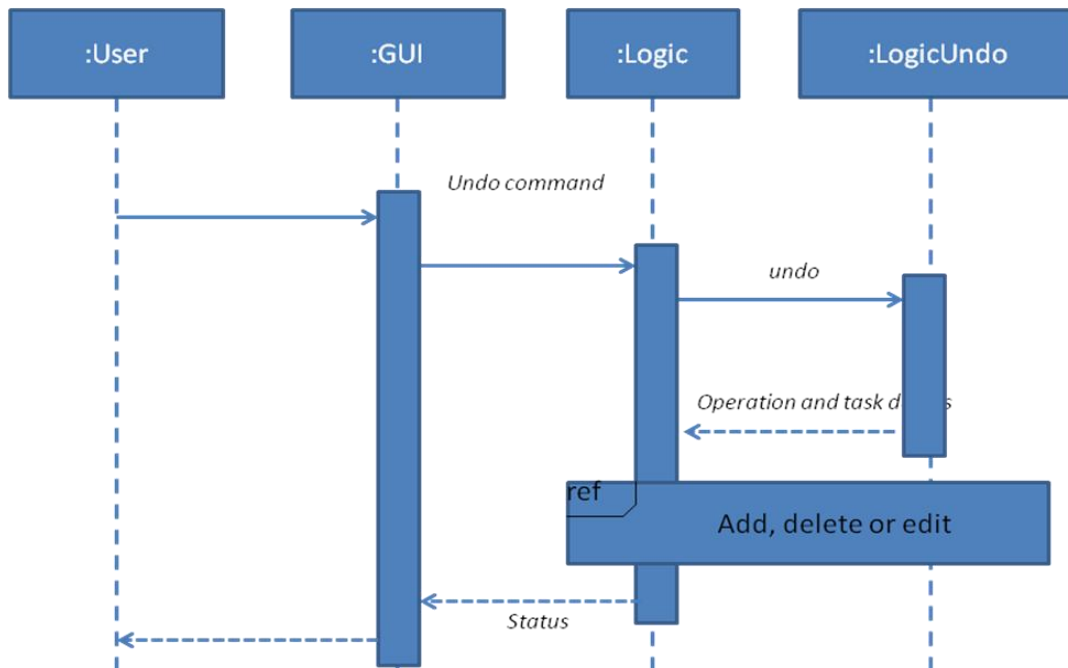 :User
:GUI
:Logic
:LogicUndo
Undo command
undo
Operation and task
ref
Add, delete or edit
Status